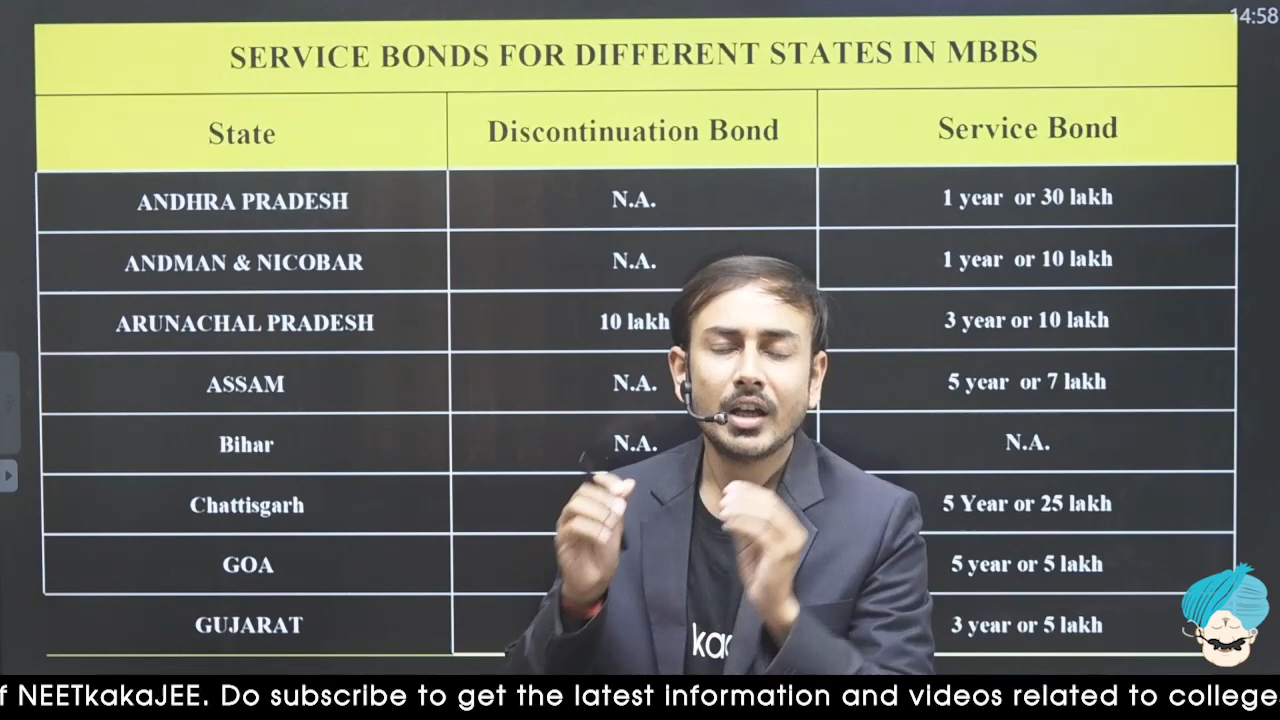 14:58
SERVICE BONDS FOR DIFFERENT STATES IN MBBS
State Discontinuation Bond Service Bond
ANDHRA PRADESH N.A. 1 year or 30 lakh
ANDMAN & NICOBAR N.A. 1 year or 10 lakh
ARUNACHAL PRADESH 10 lakh 3 year or 10 lakh
ASSAM N.A. 5 year or 7 lakh
Bihar N.A. N.A.
Chattisgarh 5 Year or 25 lakh
GOA 5 year or 5 lakh
GUJARAT 3 year or 5 lakh
NEETkakaJEE. Do subscribe to get the latest information and videos related to college